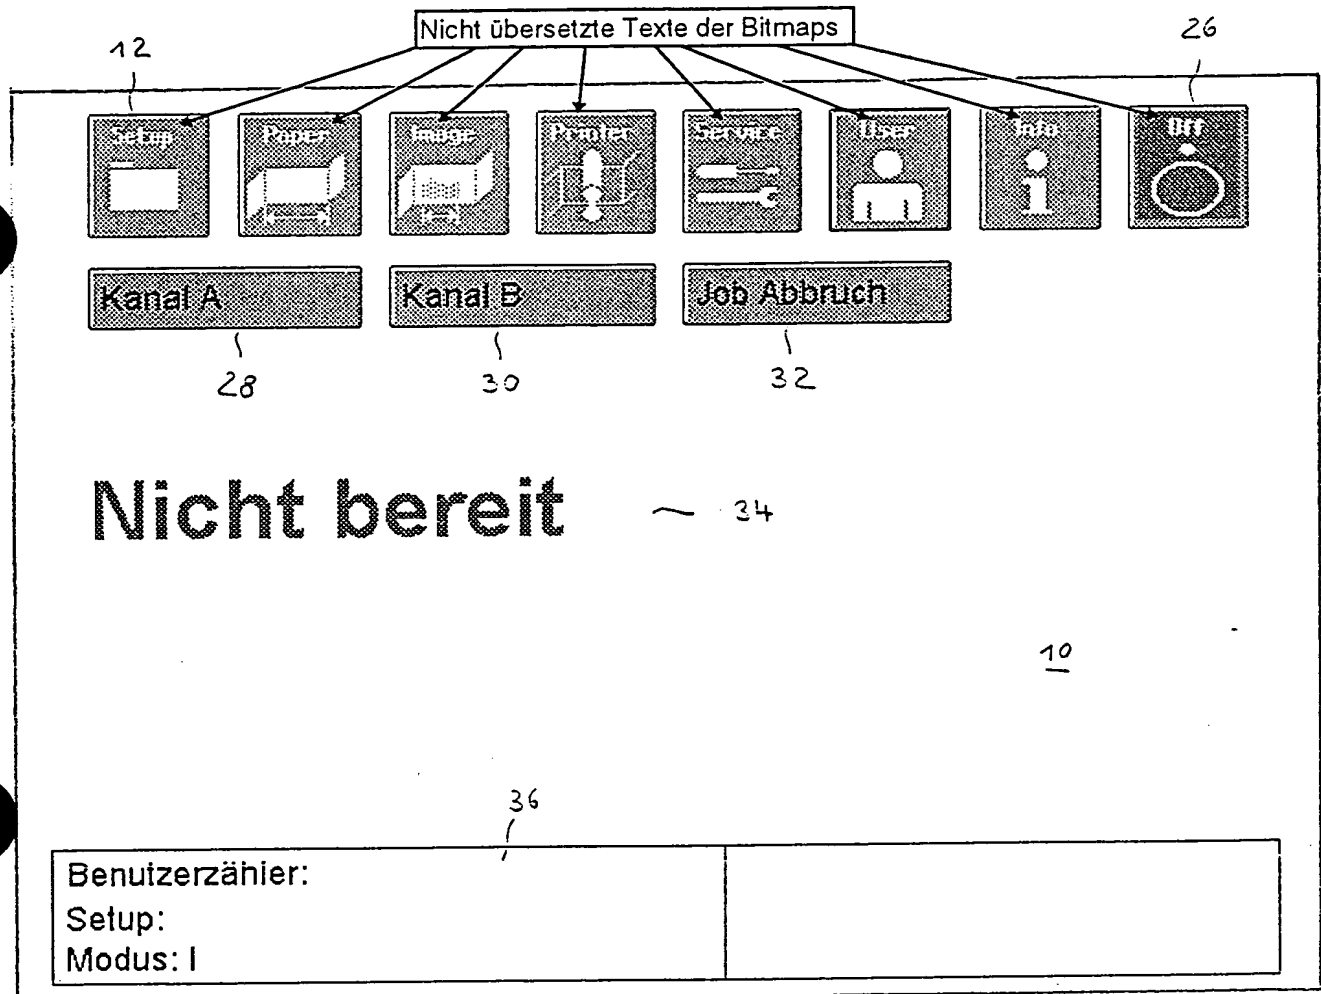 Nicht übersetzte Texte der Bitmaps
12
26
Setup Paper Image Printer Service User Info Off
Kanal A Kanal B Job Abbruch
28 30 32
Nicht bereit 34
10
36
Benutzerzähler:
Setup:
Modus: I